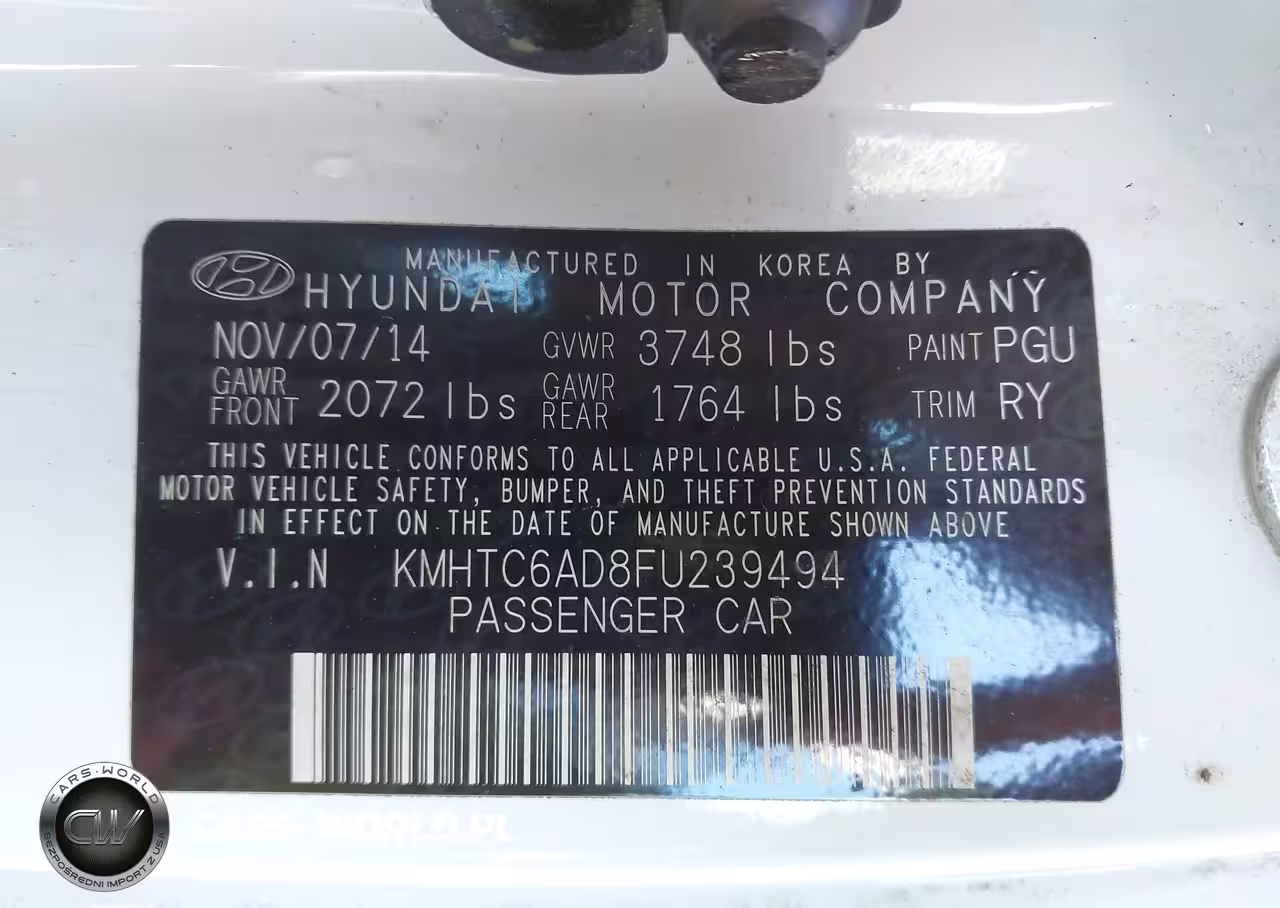 MANUFACTURED IN KOREA BY
HYUNDAI MOTOR COMPANY
NOV/07/14 GVWR 3748 lbs PAINT PGU
GAWR FRONT 2072 lbs GAWR REAR 1764 lbs TRIM RY
THIS VEHICLE CONFORMS TO ALL APPLICABLE U.S.A. FEDERAL
MOTOR VEHICLE SAFETY, BUMPER, AND THEFT PREVENTION STANDARDS
IN EFFECT ON THE DATE OF MANUFACTURE SHOWN ABOVE
V.I.N KMHTC6AD8FU239494
PASSENGER CAR
CARS·WORLD
CW
BEZPOŚREDNI IMPORT Z USA
CARS-WORLD.PL